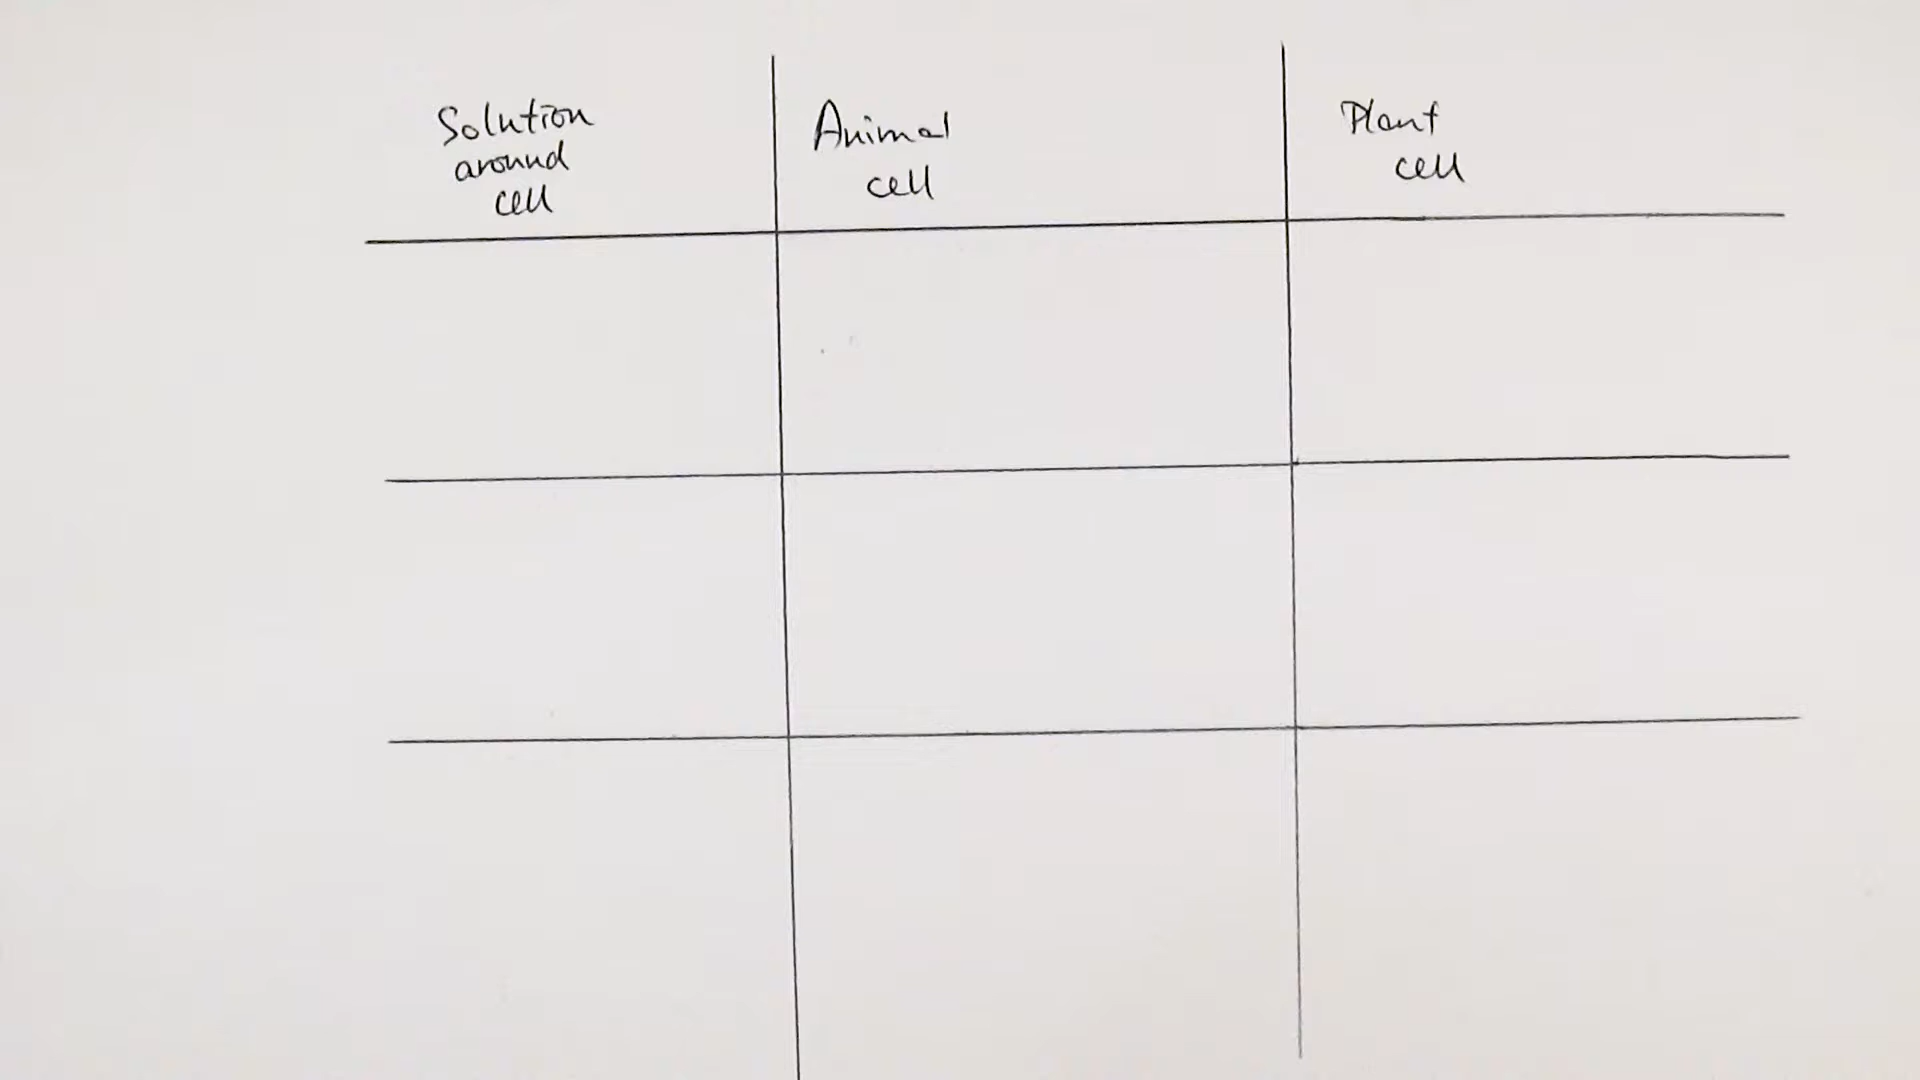 Solution
around
cell
Animal
cell
Plant
cell